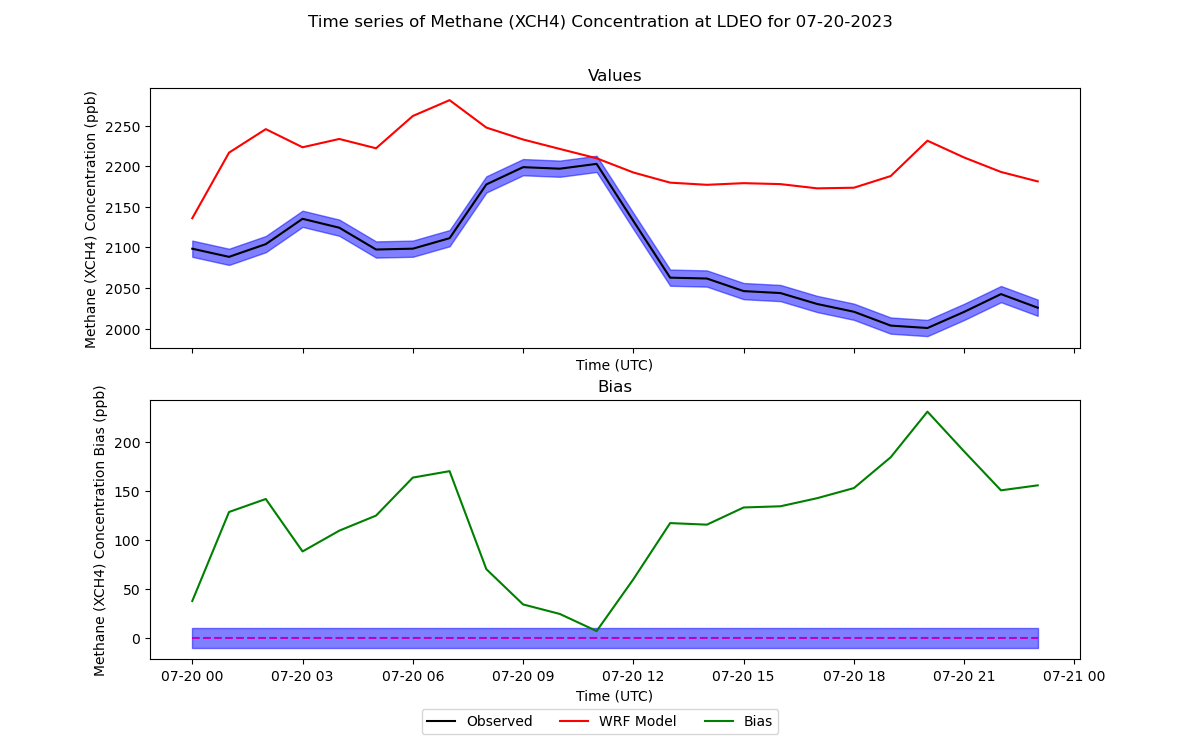 Time series of Methane (XCH4) Concentration at LDEO for 07-20-2023
Values
Methane (XCH4) Concentration (ppb)
2250
2200
2150
2100
2050
2000
Time (UTC)
Bias
Methane (XCH4) Concentration Bias (ppb)
200
150
100
50
0
07-20 00 07-20 03 07-20 06 07-20 09 07-20 12 07-20 15 07-20 18 07-20 21 07-21 00
Time (UTC)
Observed WRF Model Bias